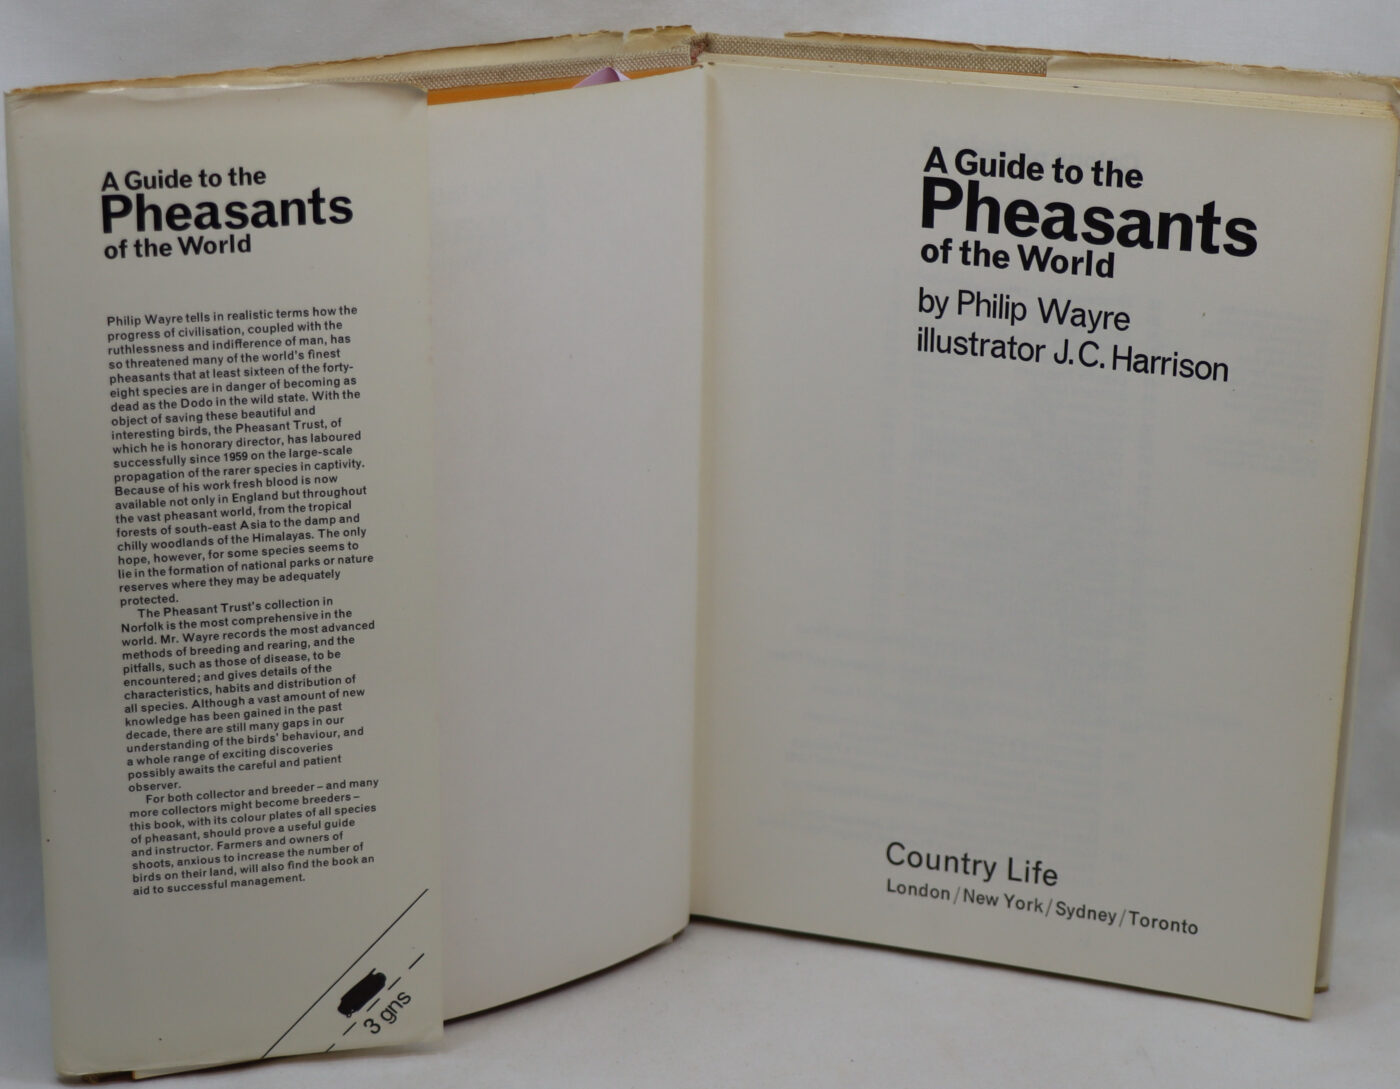 A Guide to the
Pheasants
of the World
Philip Wayre tells in realistic terms how the
progress of civilisation, coupled with the
ruthlessness and indifference of man, has
so threatened many of the world's finest
pheasants that at least sixteen of the forty-
eight species are in danger of becoming as
dead as the Dodo in the wild state. With the
object of saving these beautiful and
interesting birds, the Pheasant Trust, of
which he is honorary director, has laboured
successfully since 1959 on the large-scale
propagation of the rarer species in captivity.
Because of his work fresh blood is now
available not only in England but throughout
the vast pheasant world, from the tropical
forests of south-east Asia to the damp and
chilly woodlands of the Himalayas. The only
hope, however, for some species seems to
lie in the formation of national parks or nature
reserves where they may be adequately
protected.
The Pheasant Trust's collection in
Norfolk is the most comprehensive in the
world. Mr. Wayre records the most advanced
methods of breeding and rearing, and the
pitfalls, such as those of disease, to be
encountered; and gives details of the
characteristics, habits and distribution of
all species. Although a vast amount of new
knowledge has been gained in the past
decade, there are still many gaps in our
understanding of the birds' behaviour, and
a whole range of exciting discoveries
possibly awaits the careful and patient
observer.
For both collector and breeder – and many
more collectors might become breeders –
this book, with its colour plates of all species
of pheasant, should prove a useful guide
and instructor. Farmers and owners of
shoots, anxious to increase the number of
birds on their land, will also find the book an
aid to successful management.
3 gns
A Guide to the
Pheasants
of the World
by Philip Wayre
illustrator J.C. Harrison
Country Life
London/New York/Sydney/Toronto